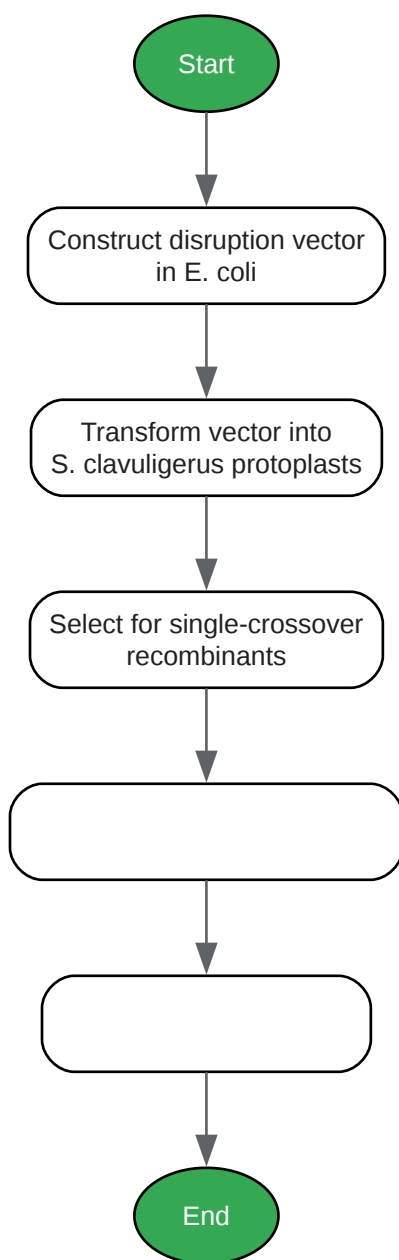 Start
Construct disruption vector
in E. coli
Transform vector into
S. clavuligerus protoplasts
Select for single-crossover
recombinants
End